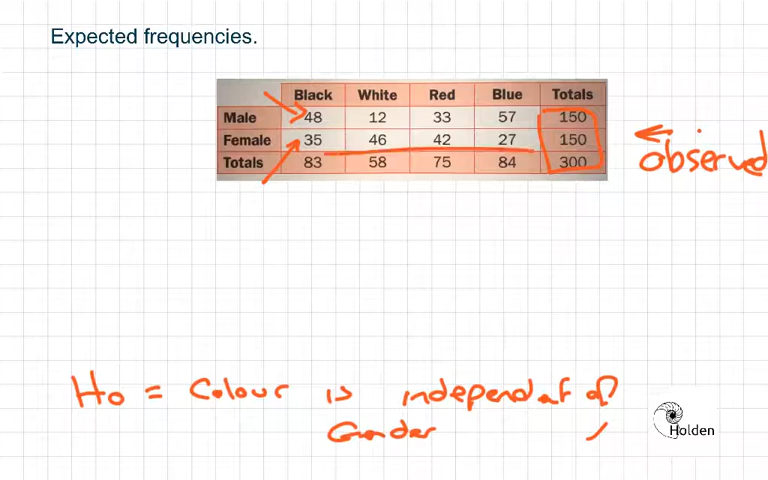 Expected frequencies.
Black White Red Blue Totals
Male 48 12 33 57 150
Female 35 46 42 27 150
Totals 83 58 75 84 300
observed
Ho = Colour is independat of
Gender
Holden